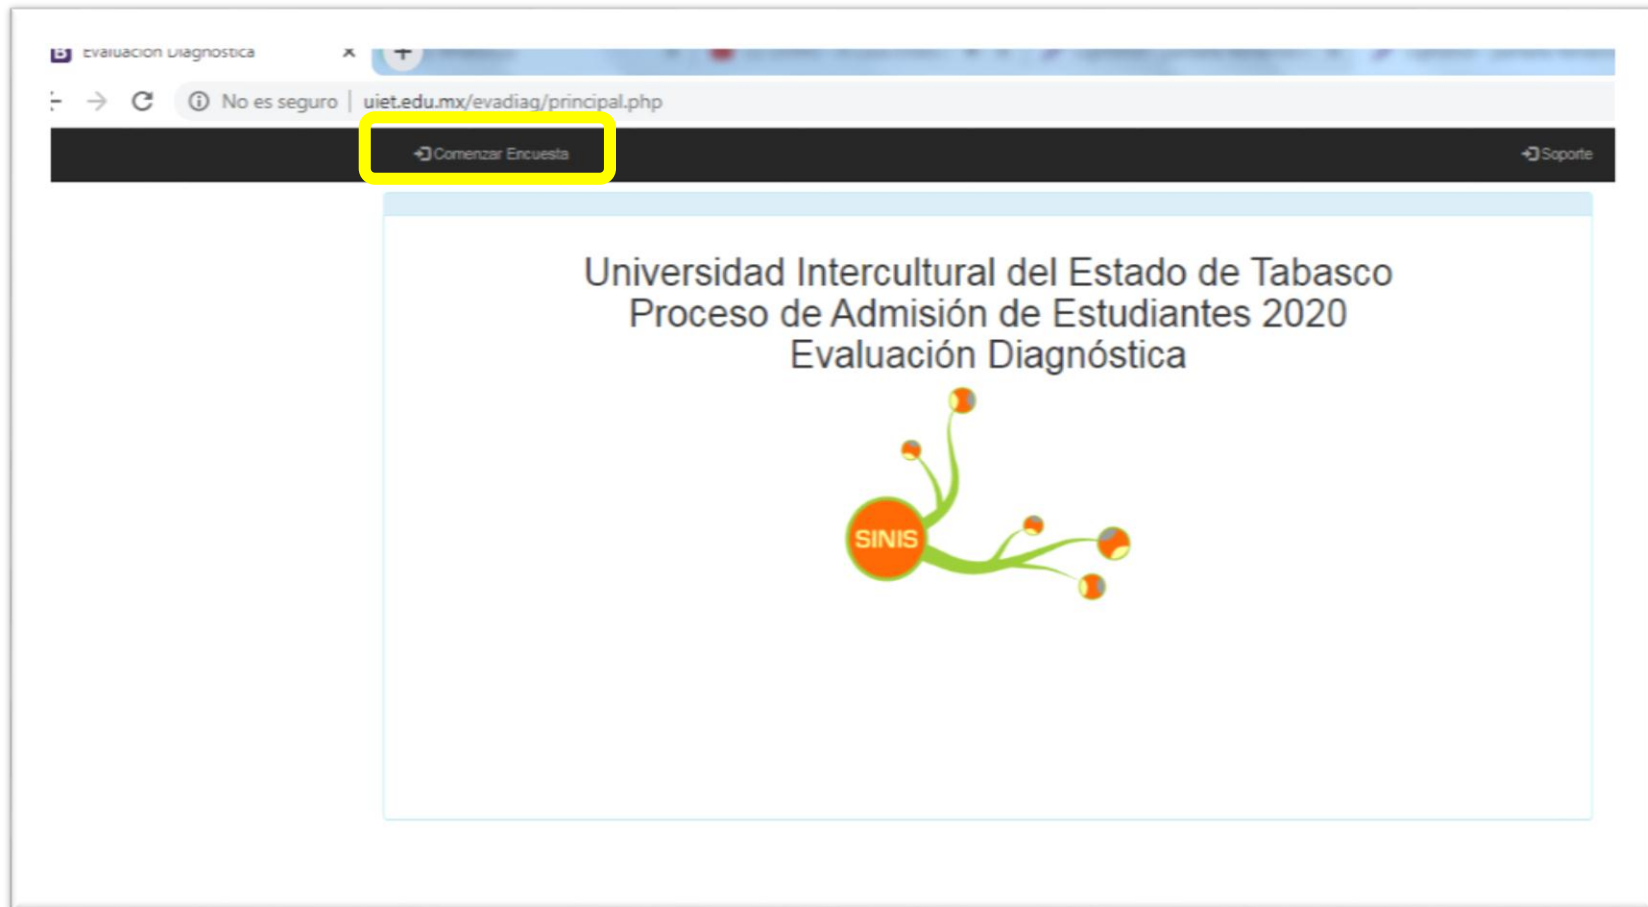 Evaluación Diagnóstica
No es seguro | uiet.edu.mx/evadiag/principal.php
Comenzar Encuesta
Soporte
Universidad Intercultural del Estado de Tabasco
Proceso de Admisión de Estudiantes 2020
Evaluación Diagnóstica
SINIS